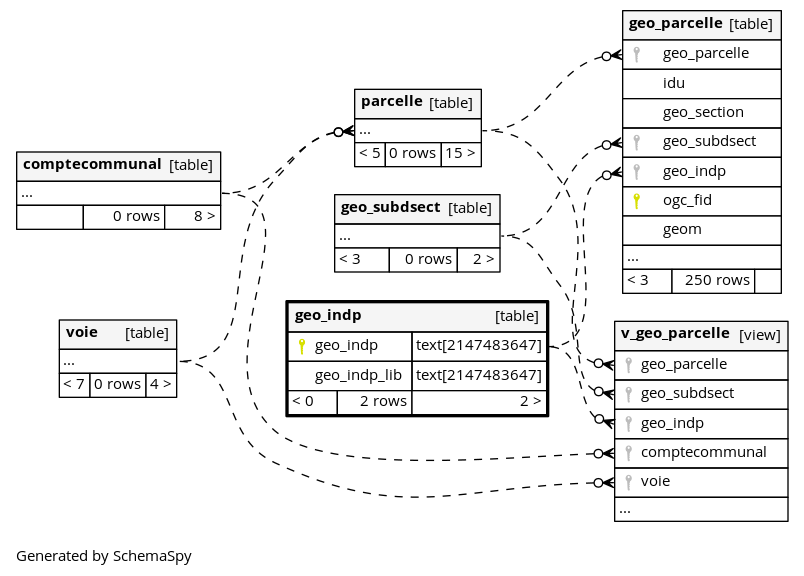 geo_parcelle [table]
geo_parcelle
idu
geo_section
geo_subdsect
geo_indp
ogc_fid
geom
...
< 3 250 rows
parcelle [table]
...
< 5 0 rows 15 >
comptecommunal [table]
...
0 rows 8 >
geo_subdsect [table]
...
< 3 0 rows 2 >
geo_indp [table]
geo_indp text[2147483647]
geo_indp_lib text[2147483647]
< 0 2 rows 2 >
voie [table]
...
< 7 0 rows 4 >
v_geo_parcelle [view]
geo_parcelle
geo_subdsect
geo_indp
comptecommunal
voie
...
Generated by SchemaSpy